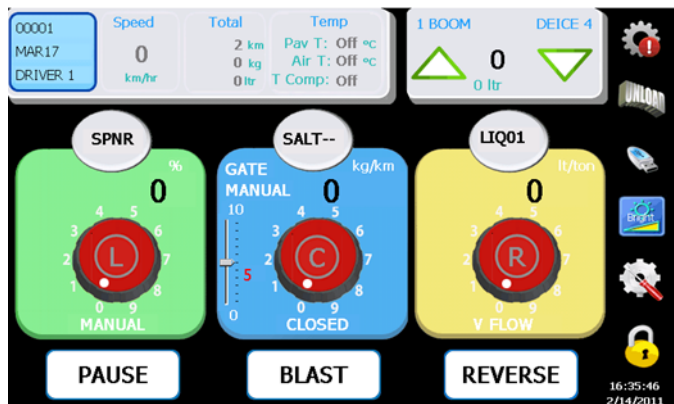 00001
MAR17
DRIVER 1
Speed
0
km/hr
Total
2 km
0 kg
0 ltr
Temp
Pav T: Off °C
Air T: Off °C
T Comp: Off
1 BOOM
DEICE 4
0
0 ltr
UNLOAD
SPNR
%
0
4 5
3 6
2 7
1 8
0 9
L
MANUAL
SALT--
GATE
kg/km
MANUAL
0
10
5
0
4 5
3 6
2 7
1 8
0 9
C
CLOSED
LIQ01
lt/ton
0
4 5
3 6
2 7
1 8
0 9
R
V FLOW
Bright
PAUSE
BLAST
REVERSE
16:35:46
2/14/2011